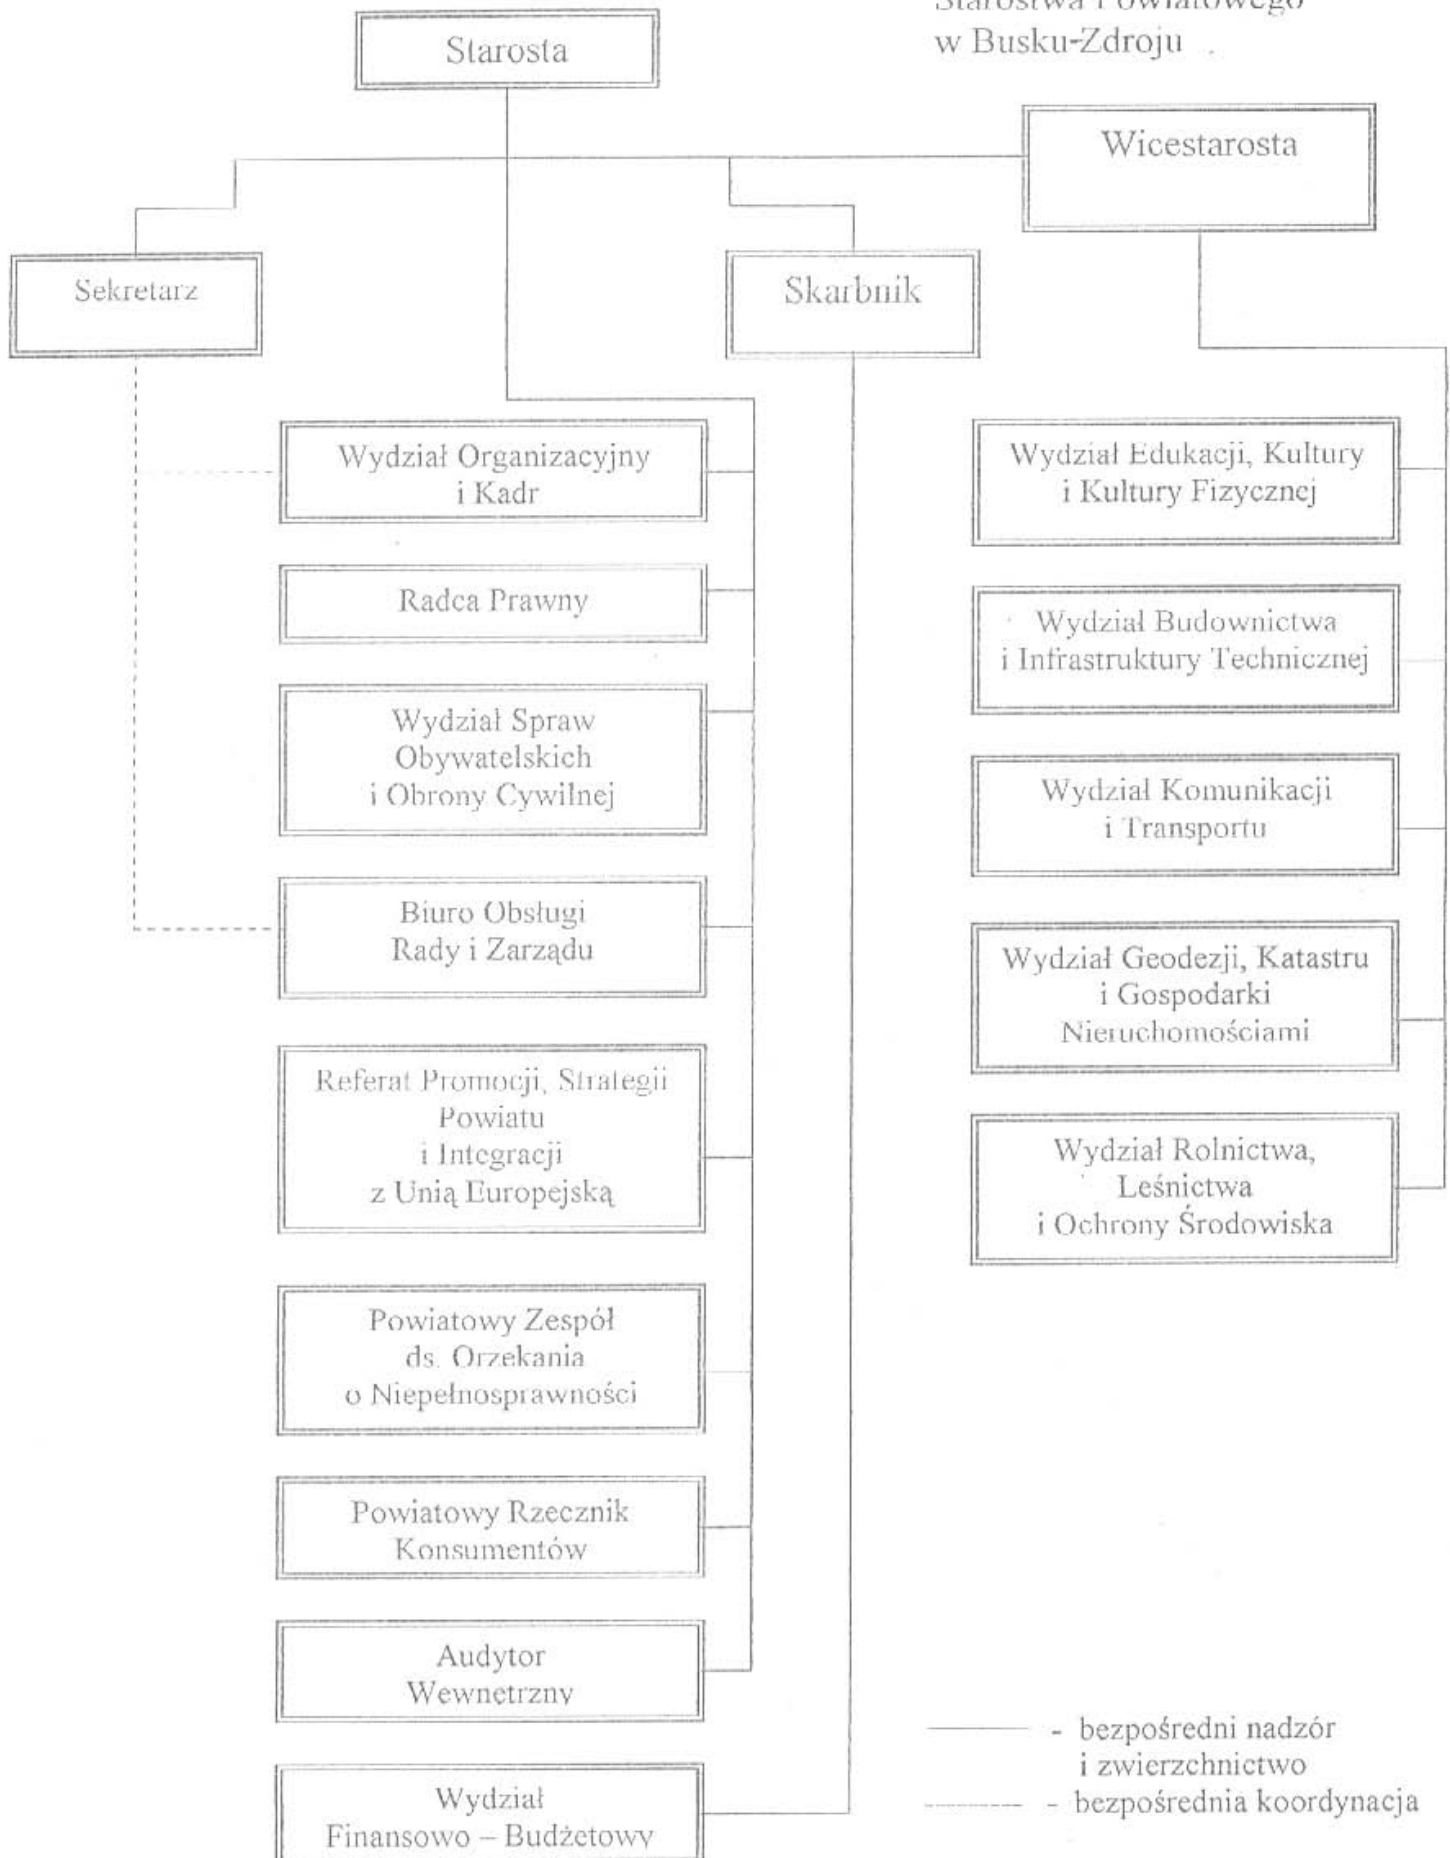 Starostwa Powiatowego
w Busku-Zdroju
Starosta
Wicestarosta
Sekretarz
Skarbnik
Wydział Organizacyjny
i Kadr
Radca Prawny
Wydział Spraw
Obywatelskich
i Obrony Cywilnej
Biuro Obsługi
Rady i Zarządu
Referat Promocji, Strategii
Powiatu
i Integracji
z Unią Europejską
Powiatowy Zespół
ds. Orzekania
o Niepełnosprawności
Powiatowy Rzecznik
Konsumentów
Audytor
Wewnętrzny
Wydział
Finansowo – Budżetowy
Wydział Edukacji, Kultury
i Kultury Fizycznej
Wydział Budownictwa
i Infrastruktury Technicznej
Wydział Komunikacji
i Transportu
Wydział Geodezji, Katastru
i Gospodarki
Nieruchomościami
Wydział Rolnictwa,
Leśnictwa
i Ochrony Środowiska
- bezpośredni nadzór
i zwierzchnictwo
- bezpośrednia koordynacja